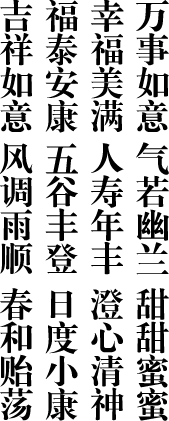 万事如意
幸福美满
福泰安康
吉祥如意
气若幽兰
人寿年丰
五谷丰登
风调雨顺
甜甜蜜蜜
澄心清神
日度小康
春和贻荡